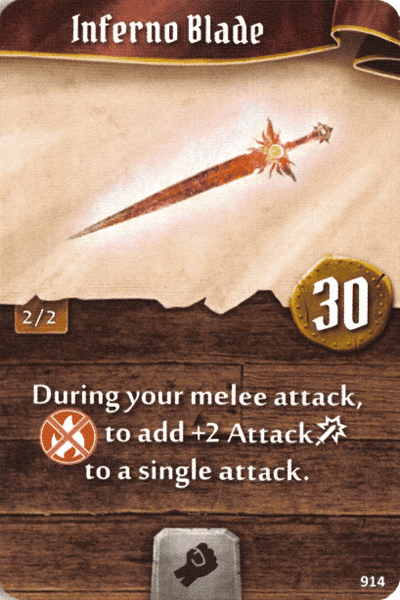 Inferno Blade
2/2
30
During your melee attack,
to add +2 Attack
to a single attack.
914